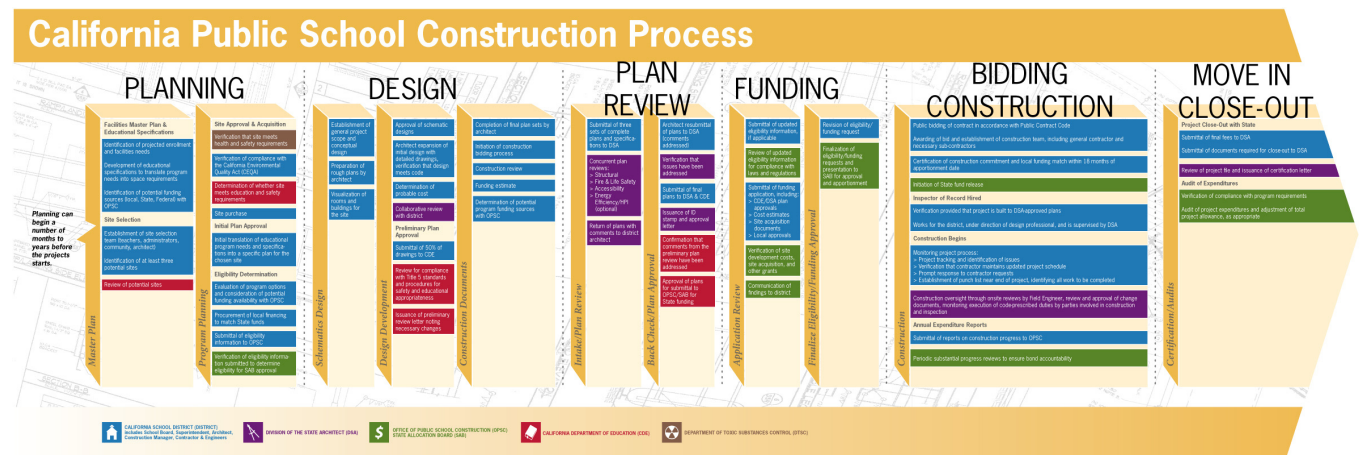 California Public School Construction Process
PLANNING
Planning can
begin a
number of
months to
years before
the projects
starts.
Master Plan
Facilities Master Plan &
Educational Specifications
Identification of projected enrollment
and facilities needs
Development of educational
specifications to translate program
needs into space requirements
Identification of potential funding
sources (local, State, Federal) with
OPSC
Site Selection
Establishment of site selection
team (teachers, administrators,
community, architect)
Identification of at least three
potential sites
Review of potential sites
Program Planning
Site Approval & Acquisition
Verification that site meets
health and safety requirements
Verification of compliance with
the California Environmental
Quality Act (CEQA)
Determination of whether site
meets education and safety
requirements
Site purchase
Initial Plan Approval
Initial translation of educational
program needs and specifica-
tions into a specific plan for the
chosen site
Eligibility Determination
Evaluation of program options
and consideration of potential
funding availability with OPSC
Procurement of local financing
to match State funds
Submittal of eligibility
information to OPSC
Verification of eligibility informa-
tion submitted to determine
eligibility for SAB approval
DESIGN
Schematics Design
Establishment of
general project
scope and
conceptual
design
Preparation of
rough plans by
architect
Visualization of
rooms and
buildings for
the site
Design Development
Approval of schematic
designs
Architect expansion of
initial design with
detailed drawings,
verification that design
meets code
Determination of
probable cost
Collaborative review
with district
Preliminary Plan
Approval
Submittal of 50% of
drawings to CDE
Review for compliance
with Title 5 standards
and procedures for
safety and educational
appropriateness
Issuance of preliminary
review letter noting
necessary changes
Construction Documents
Completion of final plan sets by
architect
Initiation of construction
bidding process
Construction review
Funding estimate
Determination of potential
program funding sources
with OPSC
PLAN
REVIEW
Intake/Plan Review
Submittal of three
sets of complete
plans and specifica-
tions to DSA
Concurrent plan
reviews:
> Structural
> Fire & Life Safety
> Accessibility
> Energy
Efficiency/HPI
(optional)
Return of plans with
comments to district
architect
Back Check/Plan Approval
Architect resubmittal
of plans to DSA
(comments
addressed)
Verification that
issues have been
addressed
Submittal of final
plans to DSA & CDE
Issuance of ID
stamp and approval
letter
Confirmation that
comments from the
preliminary plan
review have been
addressed
Approval of plans
for submittal to
OPSC/SAB for
State funding
FUNDING
Application Review
Submittal of updated
eligibility information,
if applicable
Review of updated
eligibility information
for compliance with
laws and regulations
Submittal of funding
application, including:
> CDE/DSA plan
approvals
> Cost estimates
> Site acquisition
documents
> Local approvals
Verification of site
development costs,
site acquisition, and
other grants
Communication of
findings to district
Finalize Eligibility/Funding Approval
Revision of eligibility/
funding request
Finalization of
eligibility/funding
requests and
presentation to
SAB for approval
and apportionment
BIDDING
CONSTRUCTION
Construction
Public bidding of contract in accordance with Public Contract Code
Awarding of bid and establishment of construction team, including general contractor and
necessary sub-contractors
Certification of construction commitment and local funding match within 18 months of
apportionment date
Initiation of State fund release
Inspector of Record Hired
Verification provided that project is built to DSA-approved plans
Works for the district, under direction of design professional, and is supervised by DSA
Construction Begins
Monitoring project process:
> Project tracking and identification of issues
> Verification that contractor maintains updated project schedule
> Prompt response to contractor requests
> Establishment of punch list near end of project, identifying all work to be completed
Construction oversight through onsite reviews by Field Engineer, review and approval of change
documents, monitoring execution of code-prescribed duties by parties involved in construction
and inspection
Annual Expenditure Reports
Submittal of reports on construction progress to OPSC
Periodic substantial progress reviews to ensure bond accountability
MOVE IN
CLOSE-OUT
Certification/Audits
Project Close-Out with State
Submittal of final fees to DSA
Submittal of documents required for close-out to DSA
Review of project file and issuance of certification letter
Audit of Expenditures
Verification of compliance with program requirements
Audit of project expenditures and adjustment of total
project allowance, as appropriate
CALIFORNIA SCHOOL DISTRICT (DISTRICT)
includes School Board, Superintendent, Architect,
Construction Manager, Contractor & Engineers
DIVISION OF THE STATE ARCHITECT (DSA)
$
OFFICE OF PUBLIC SCHOOL CONSTRUCTION (OPSC)
STATE ALLOCATION BOARD (SAB)
CALIFORNIA DEPARTMENT OF EDUCATION (CDE)
DEPARTMENT OF TOXIC SUBSTANCES CONTROL (DTSC)